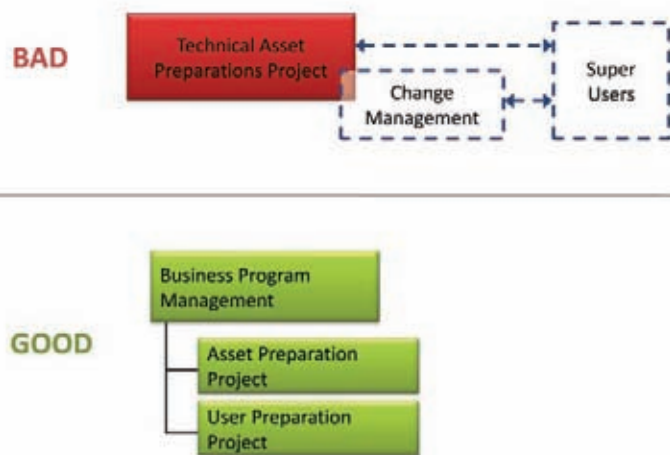 BAD
Technical Asset
Preparations Project
Change
Management
Super
Users
GOOD
Business Program
Management
Asset Preparation
Project
User Preparation
Project